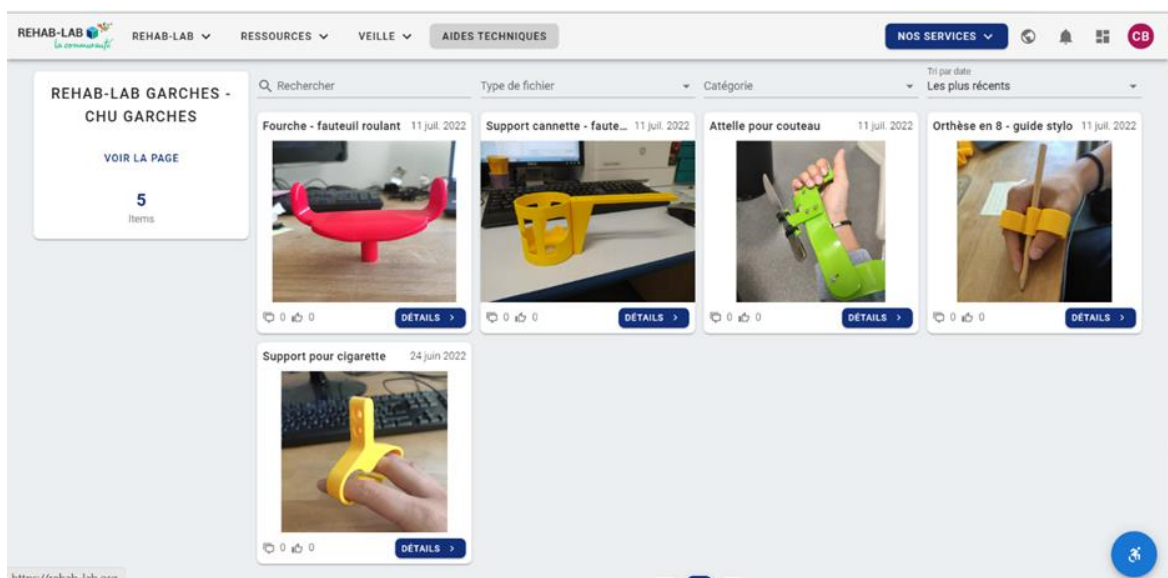 REHAB-LAB
la communauté
REHAB-LAB
RESSOURCES
VEILLE
AIDES TECHNIQUES
NOS SERVICES
CB
REHAB-LAB GARCHES -
CHU GARCHES
VOIR LA PAGE
5
Items
Rechercher
Type de fichier
Catégorie
Tri par date
Les plus récents
Fourche - fauteuil roulant 11 juil. 2022
0 0
DÉTAILS >
Support cannette - faute... 11 juil. 2022
0 0
DÉTAILS >
Attelle pour couteau 11 juil. 2022
0 0
DÉTAILS >
Orthèse en 8 - guide stylo 11 juil. 2022
0 0
DÉTAILS >
Support pour cigarette 24 juin 2022
0 0
DÉTAILS >
https://rehab-lab.org